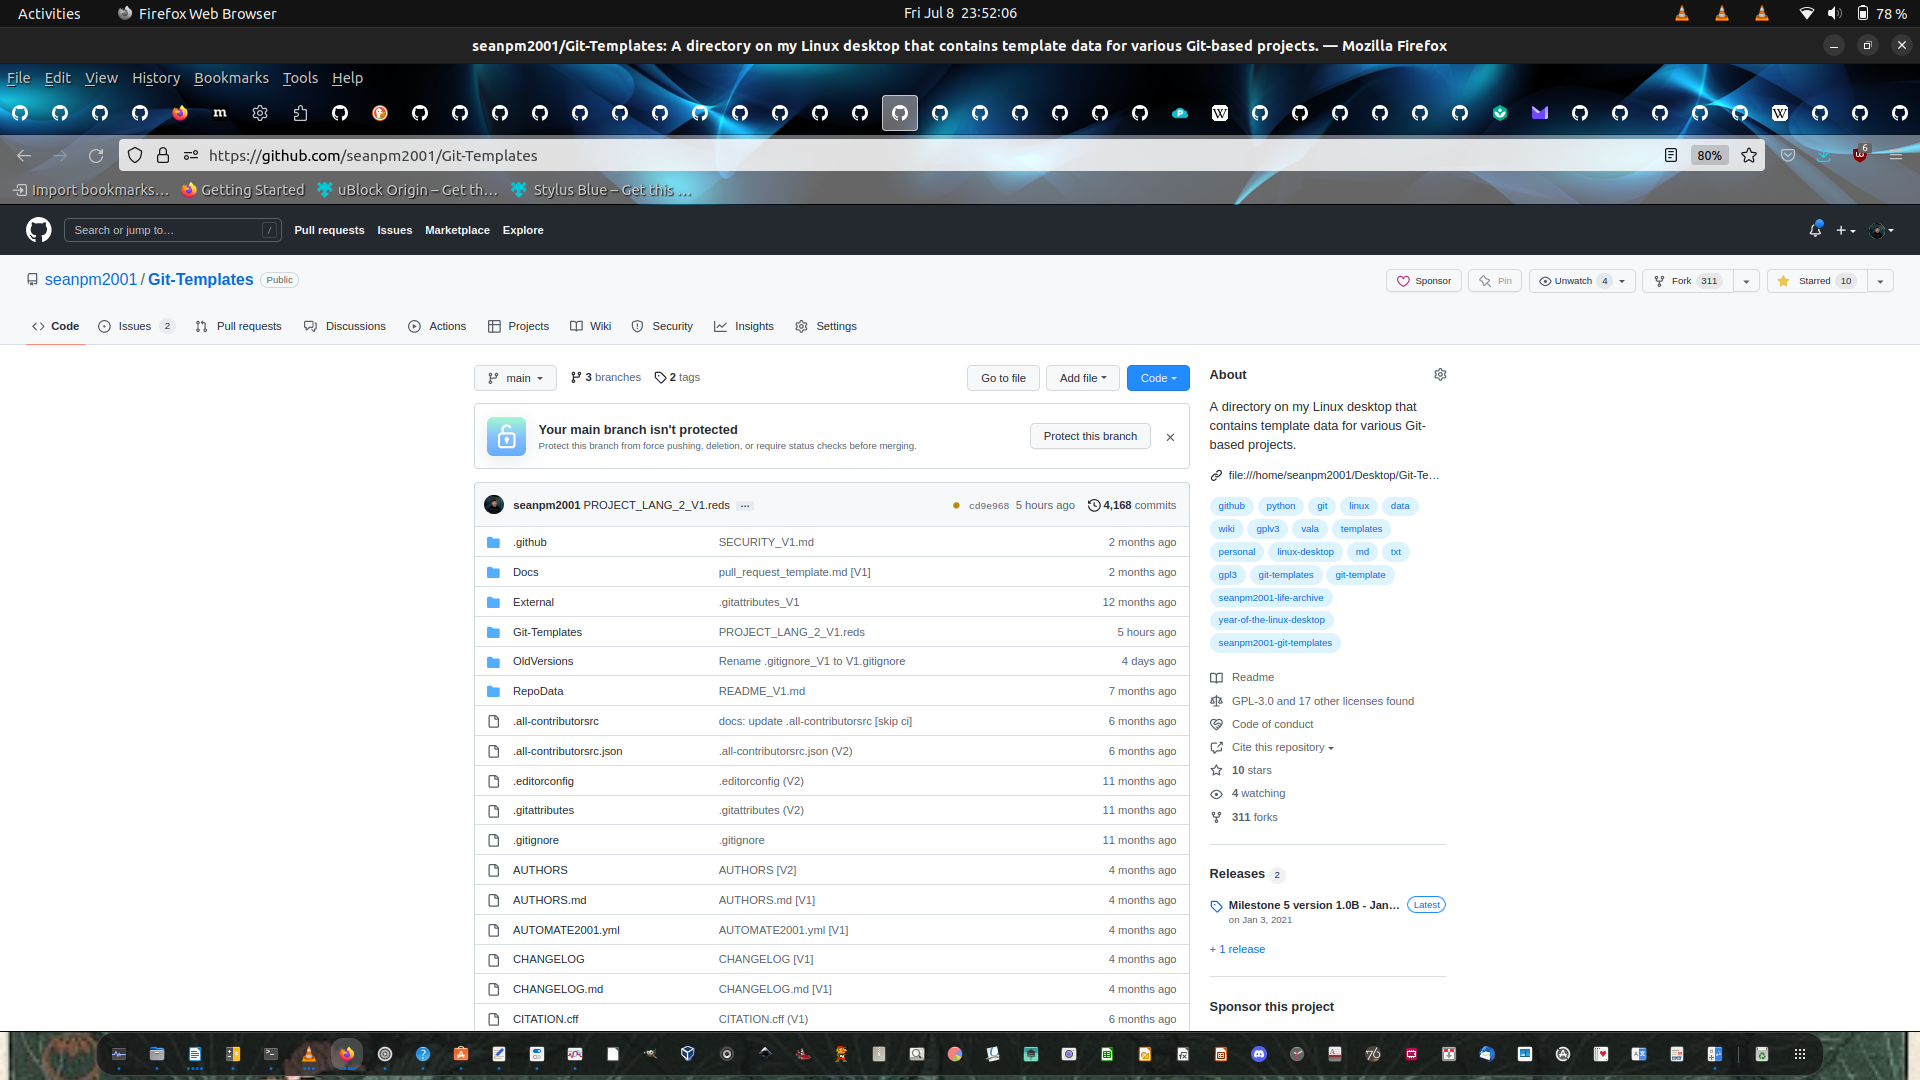 Activities Firefox Web Browser Fri Jul 8 23:52:06 78 %
seanpm2001/Git-Templates: A directory on my Linux desktop that contains template data for various Git-based projects. — Mozilla Firefox
File Edit View History Bookmarks Tools Help
https://github.com/seanpm2001/Git-Templates 80% 6
Import bookmarks… Getting Started uBlock Origin – Get th… Stylus Blue – Get this …
Search or jump to… / Pull requests Issues Marketplace Explore
seanpm2001 / Git-Templates Public Sponsor Pin Unwatch 4 Fork 311 Starred 10
Code Issues 2 Pull requests Discussions Actions Projects Wiki Security Insights Settings
main 3 branches 2 tags Go to file Add file Code
Your main branch isn't protected
Protect this branch from force pushing, deletion, or require status checks before merging.
Protect this branch
seanpm2001 PROJECT_LANG_2_V1.reds … cd9e968 5 hours ago 4,168 commits
.github SECURITY_V1.md 2 months ago
Docs pull_request_template.md [V1] 2 months ago
External .gitattributes_V1 12 months ago
Git-Templates PROJECT_LANG_2_V1.reds 5 hours ago
OldVersions Rename .gitignore_V1 to V1.gitignore 4 days ago
RepoData README_V1.md 7 months ago
.all-contributorsrc docs: update .all-contributorsrc [skip ci] 6 months ago
.all-contributorsrc.json .all-contributorsrc.json (V2) 6 months ago
.editorconfig .editorconfig (V2) 11 months ago
.gitattributes .gitattributes (V2) 11 months ago
.gitignore .gitignore 11 months ago
AUTHORS AUTHORS [V2] 4 months ago
AUTHORS.md AUTHORS.md [V1] 4 months ago
AUTOMATE2001.yml AUTOMATE2001.yml [V1] 4 months ago
CHANGELOG CHANGELOG [V1] 4 months ago
CHANGELOG.md CHANGELOG.md [V1] 4 months ago
CITATION.cff CITATION.cff (V1) 6 months ago
About
A directory on my Linux desktop that
contains template data for various Git-
based projects.
file:///home/seanpm2001/Desktop/Git-Te…
github python git linux data
wiki gplv3 vala templates
personal linux-desktop md txt
gpl3 git-templates git-template
seanpm2001-life-archive
year-of-the-linux-desktop
seanpm2001-git-templates
Readme
GPL-3.0 and 17 other licenses found
Code of conduct
Cite this repository
10 stars
4 watching
311 forks
Releases 2
Milestone 5 version 1.0B - Jan… Latest
on Jan 3, 2021
+ 1 release
Sponsor this project